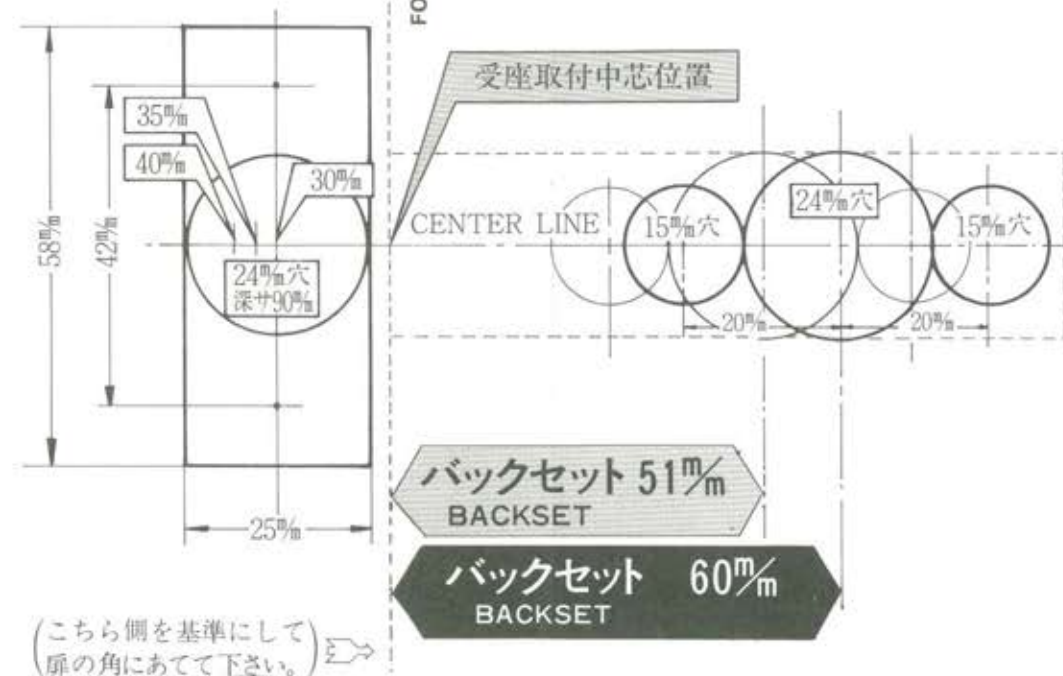 FO
受座取付中芯位置
35m/m
40m/m
30m/m
58m/m
42m/m
24m/m穴
深サ90m/m
25m/m
CENTER LINE
15m/m穴
24m/m穴
15m/m穴
20m/m
20m/m
バックセット 51m/m
BACKSET
バックセット 60m/m
BACKSET
(こちら側を基準にして
扉の角にあてて下さい。)